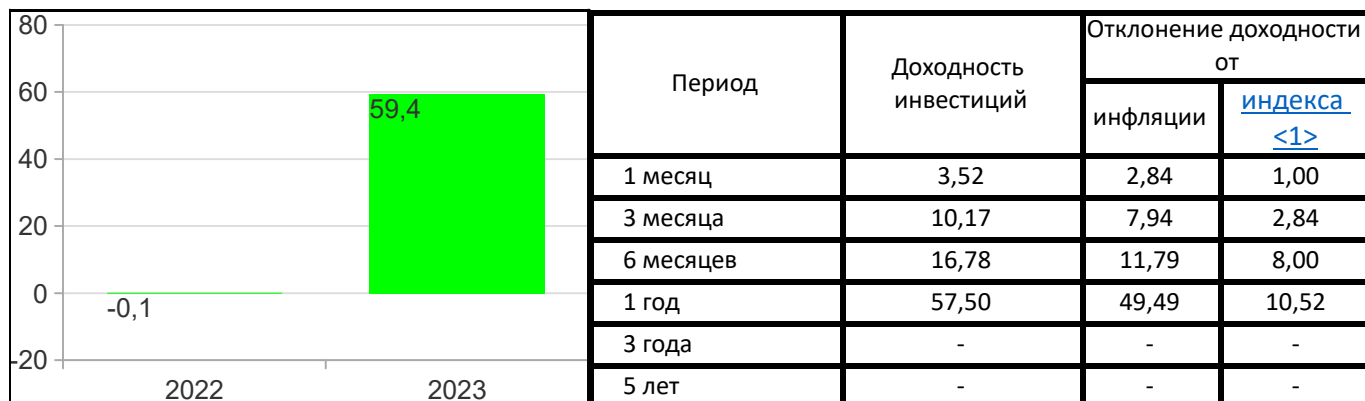 80
60
40
20
0
-20
59,4
-0,1
2022 2023
Отклонение доходности
от
Период
Доходность
инвестиций
инфляции
индекса
<1>
1 месяц 3,52 2,84 1,00
3 месяца 10,17 7,94 2,84
6 месяцев 16,78 11,79 8,00
1 год 57,50 49,49 10,52
3 года - - -
5 лет - - -